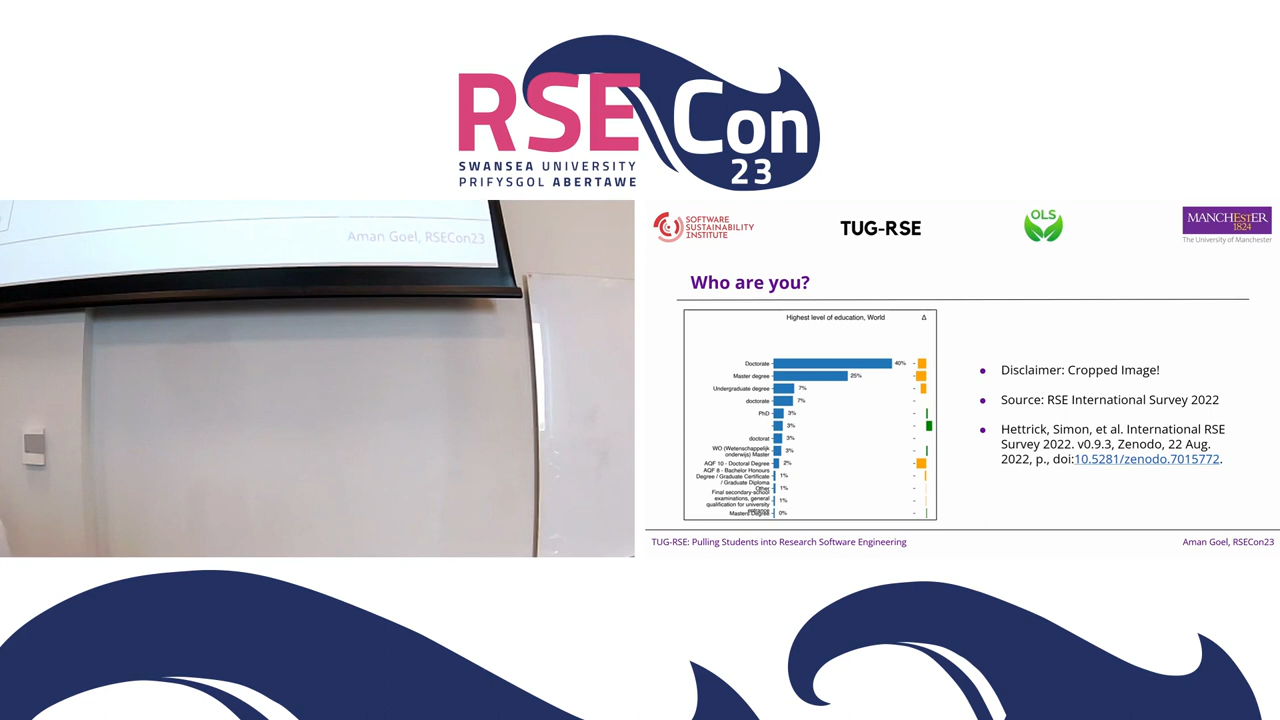 RSE Con
23
SWANSEA UNIVERSITY
PRIFYSGOL ABERTAWE
Aman Goel, RSECon23
SOFTWARE
SUSTAINABILITY
INSTITUTE
TUG-RSE
OLS
MANCHESTER
1824
The University of Manchester
Who are you?
Highest level of education, World Δ
Doctorate 40% -
Master degree 25% -
Undergraduate degree 7% -
doctorate 7% -
PhD 3% -
3% -
doctorat 3% -
WO (Wetenschappelijk
onderwijs) Master 3% -
AQF 10 - Doctoral Degree 2% -
AQF 8 - Bachelor Honours
Degree / Graduate Certificate
/ Graduate Diploma 1% -
Other 1% -
Final secondary-school
examinations, general
qualification for university
entrance 1% -
Masters Degree 0% -
● Disclaimer: Cropped Image!
● Source: RSE International Survey 2022
● Hettrick, Simon, et al. International RSE
Survey 2022. v0.9.3, Zenodo, 22 Aug.
2022, p., doi:10.5281/zenodo.7015772.
TUG-RSE: Pulling Students into Research Software Engineering
Aman Goel, RSECon23